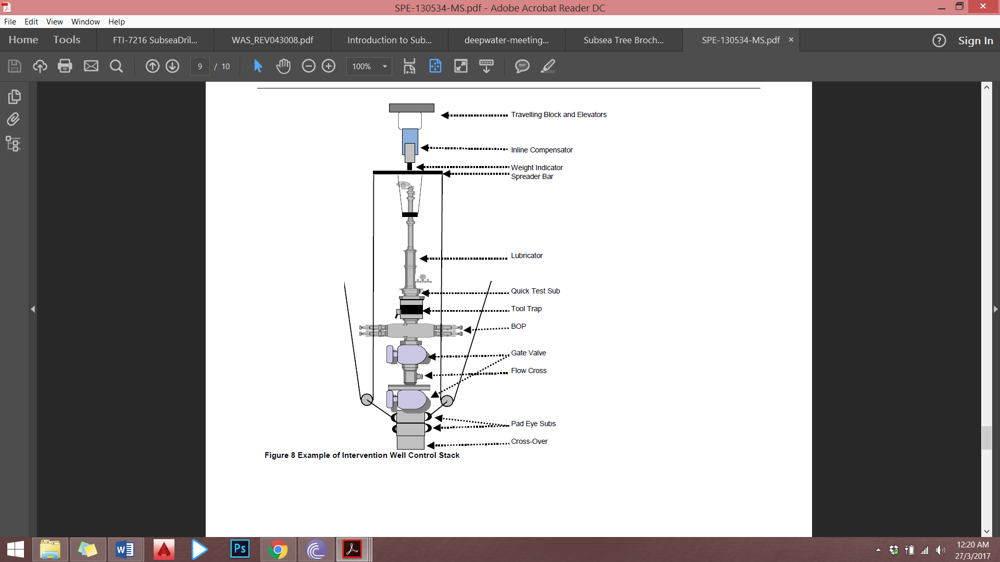 SPE-130534-MS.pdf - Adobe Acrobat Reader DC
File Edit View Window Help
Home Tools FTI-7216 SubseaDril... WAS_REV043008.pdf Introduction to Sub... deepwater-meeting... Subsea Tree Broch... SPE-130534-MS.pdf × ? Sign In
9 / 10 100%
Travelling Block and Elevators
Inline Compensator
Weight Indicator
Spreader Bar
Lubricator
Quick Test Sub
Tool Trap
BOP
Gate Valve
Flow Cross
Pad Eye Subs
Cross-Over
Figure 8 Example of Intervention Well Control Stack
W
Ps
12:20 AM
27/3/2017